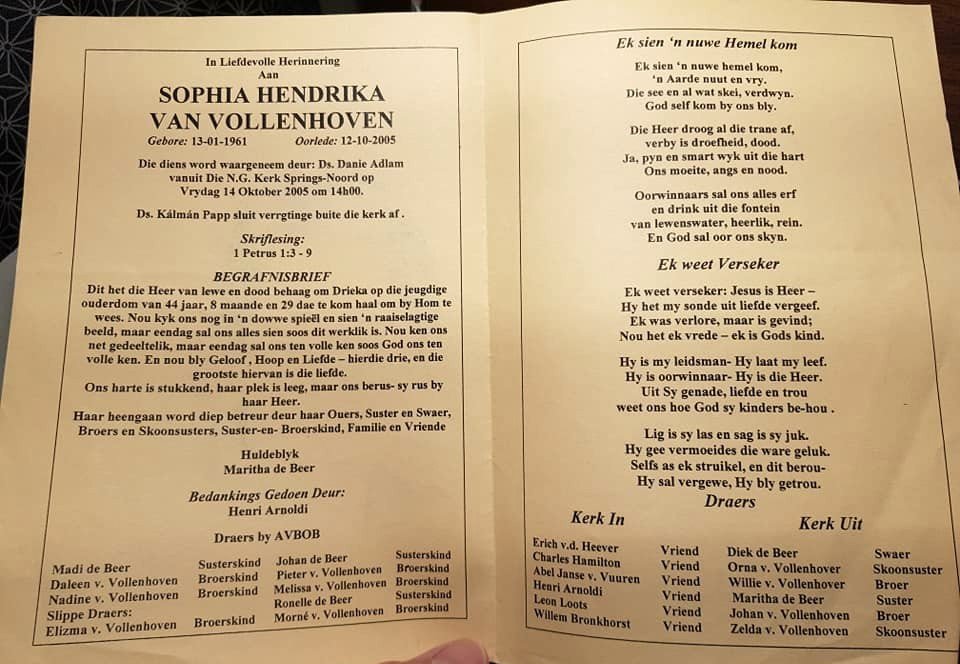 In Liefdevolle Herinnering
Aan
SOPHIA HENDRIKA
VAN VOLLENHOVEN
Gebore: 13-01-1961 Oorlede: 12-10-2005
Die diens word waargeneem deur: Ds. Danie Adlam
vanuit Die N.G. Kerk Springs-Noord op
Vrydag 14 Oktober 2005 om 14h00.
Ds. Kálmán Papp sluit verrgtinge buite die kerk af .
Skriflesing:
1 Petrus 1:3 - 9
BEGRAFNISBRIEF
Dit het die Heer van lewe en dood behaag om Drieka op die jeugdige
ouderdom van 44 jaar, 8 maande en 29 dae te kom haal om by Hom te
wees. Nou kyk ons nog in ‘n dowwe spieël en sien ‘n raaiselagtige
beeld, maar eendag sal ons alles sien soos dit werklik is. Nou ken ons
net gedeeltelik, maar eendag sal ons ten volle ken soos God ons ten
volle ken. En nou bly Geloof , Hoop en Liefde – hierdie drie, en die
grootste hiervan is die liefde.
Ons harte is stukkend, haar plek is leeg, maar ons berus- sy rus by
haar Heer.
Haar heengaan word diep betreur deur haar Ouers, Suster en Swaer,
Broers en Skoonsusters, Suster-en- Broerskind, Familie en Vriende
Huldeblyk
Maritha de Beer
Bedankings Gedoen Deur:
Henri Arnoldi
Draers by AVBOB
Madi de Beer Susterskind Johan de Beer Susterskind
Daleen v. Vollenhoven Broerskind Pieter v. Vollenhoven Broerskind
Nadine v. Vollenhoven Broerskind Melissa v. Vollenhoven Broerskind
Slippe Draers: Ronelle de Beer Susterskind
Elizma v. Vollenhoven Broerskind Morné v. Vollenhoven Broerskind
Ek sien ‘n nuwe Hemel kom
Ek sien ‘n nuwe hemel kom,
‘n Aarde nuut en vry.
Die see en al wat skei, verdwyn.
God self kom by ons bly.
Die Heer droog al die trane af,
verby is droefheid, dood.
Ja, pyn en smart wyk uit die hart
Ons moeite, angs en nood.
Oorwinnaars sal ons alles erf
en drink uit die fontein
van lewenswater, heerlik, rein.
En God sal oor ons skyn.
Ek weet Verseker
Ek weet verseker: Jesus is Heer –
Hy het my sonde uit liefde vergeef.
Ek was verlore, maar is gevind;
Nou het ek vrede – ek is Gods kind.
Hy is my leidsman- Hy laat my leef.
Hy is oorwinnaar- Hy is die Heer.
Uit Sy genade, liefde en trou
weet ons hoe God sy kinders be-hou .
Lig is sy las en sag is sy juk.
Hy gee vermoeides die ware geluk.
Selfs as ek struikel, en dit berou-
Hy sal vergewe, Hy bly getrou.
Draers
Kerk In Kerk Uit
Erich v.d. Heever Vriend Diek de Beer Swaer
Charles Hamilton Vriend Orna v. Vollenhover Skoonsuster
Abel Janse v. Vuuren Vriend Willie v. Vollenhover Broer
Henri Arnoldi Vriend Maritha de Beer Suster
Leon Loots Vriend Johan v. Vollenhoven Broer
Willem Bronkhorst Vriend Zelda v. Vollenhoven Skoonsuster